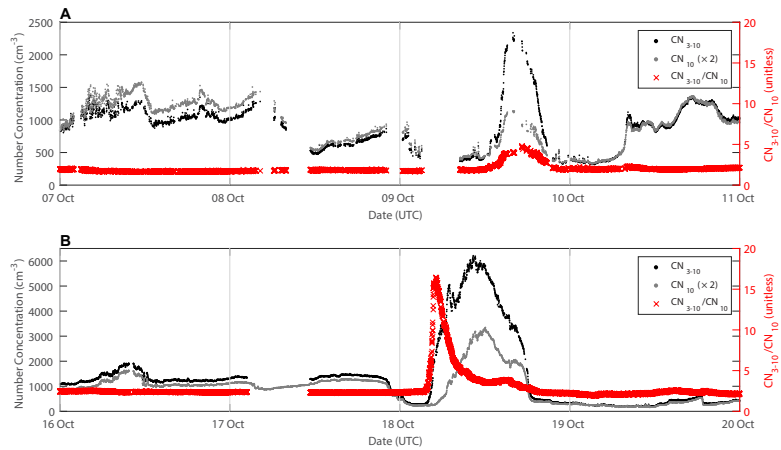 A
2500
2000
1500
1000
500
0
Number Concentration (cm⁻³)
20
15
10
5
0
CN₃₋₁₀/CN₁₀ (unitless)
CN₃₋₁₀
CN₁₀ (×2)
CN₃₋₁₀/CN₁₀
07 Oct
08 Oct
09 Oct
10 Oct
11 Oct
Date (UTC)
B
6000
5000
4000
3000
2000
1000
0
Number Concentration (cm⁻³)
20
15
10
5
0
CN₃₋₁₀/CN₁₀ (unitless)
CN₃₋₁₀
CN₁₀ (×2)
CN₃₋₁₀/CN₁₀
16 Oct
17 Oct
18 Oct
19 Oct
20 Oct
Date (UTC)